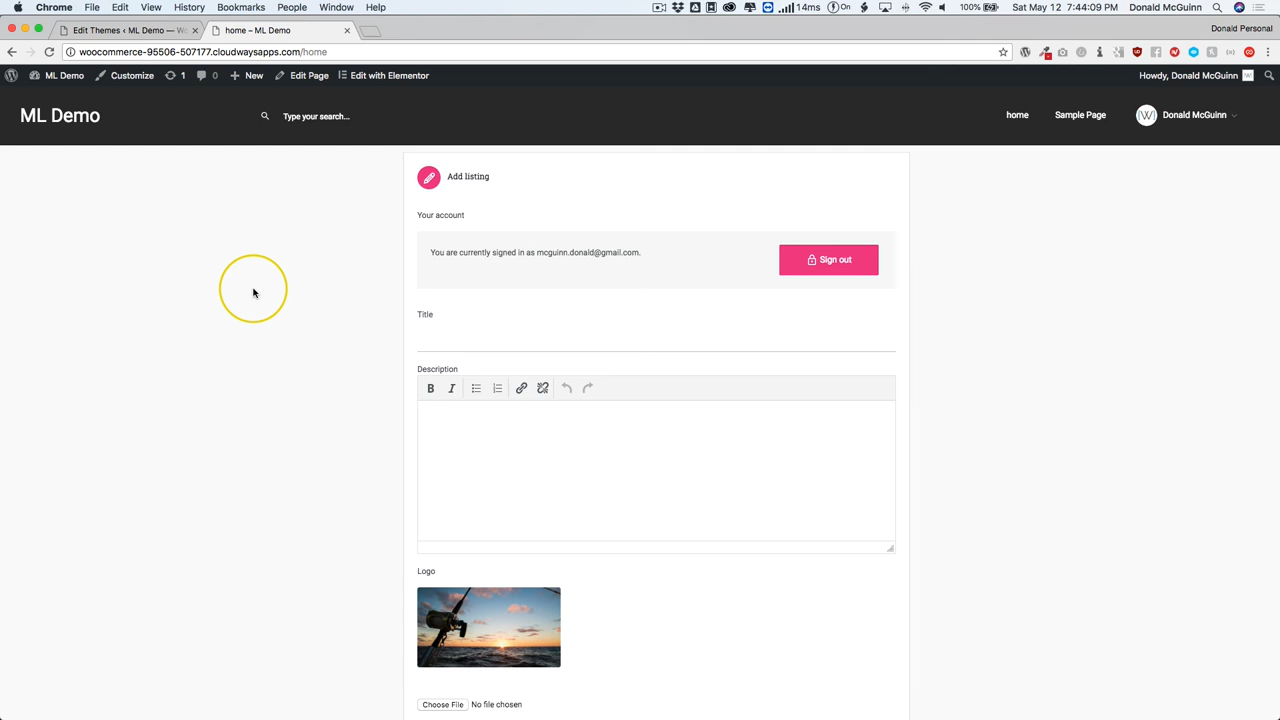 Chrome File Edit View History Bookmarks People Window Help 14ms On 100% Sat May 12 7:44:09 PM Donald McGuinn
Edit Themes ‹ ML Demo — Wo home – ML Demo Donald Personal
woocommerce-95506-507177.cloudwaysapps.com/home
ML Demo Customize 1 0 New Edit Page Edit with Elementor Howdy, Donald McGuinn
ML Demo Type your search... home Sample Page Donald McGuinn
Add listing
Your account
You are currently signed in as mcguinn.donald@gmail.com. Sign out
Title
Description
B I
Logo
Choose File No file chosen